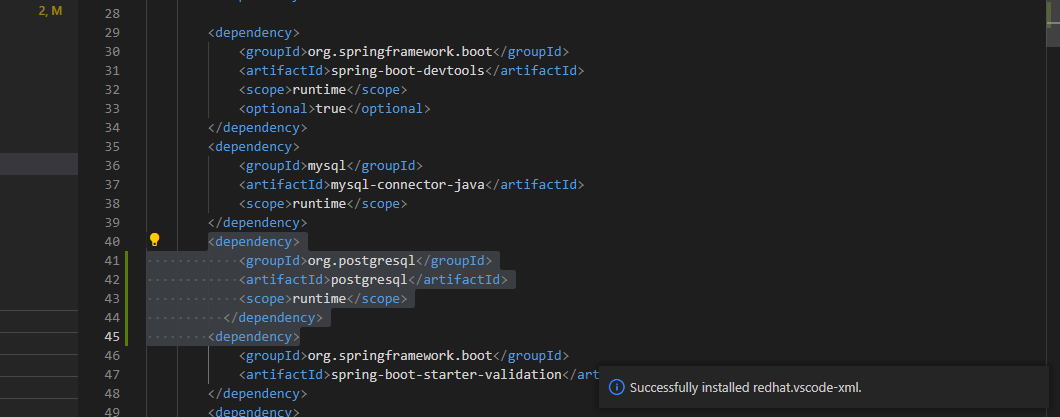 2, M
28
29 <dependency>
30 <groupId>org.springframework.boot</groupId>
31 <artifactId>spring-boot-devtools</artifactId>
32 <scope>runtime</scope>
33 <optional>true</optional>
34 </dependency>
35 <dependency>
36 <groupId>mysql</groupId>
37 <artifactId>mysql-connector-java</artifactId>
38 <scope>runtime</scope>
39 </dependency>
40 <dependency>
41 <groupId>org.postgresql</groupId>
42 <artifactId>postgresql</artifactId>
43 <scope>runtime</scope>
44 </dependency>
45 <dependency>
46 <groupId>org.springframework.boot</groupId>
47 <artifactId>spring-boot-starter-validation</art
Successfully installed redhat.vscode-xml.
48 </dependency>
49 <dependency>